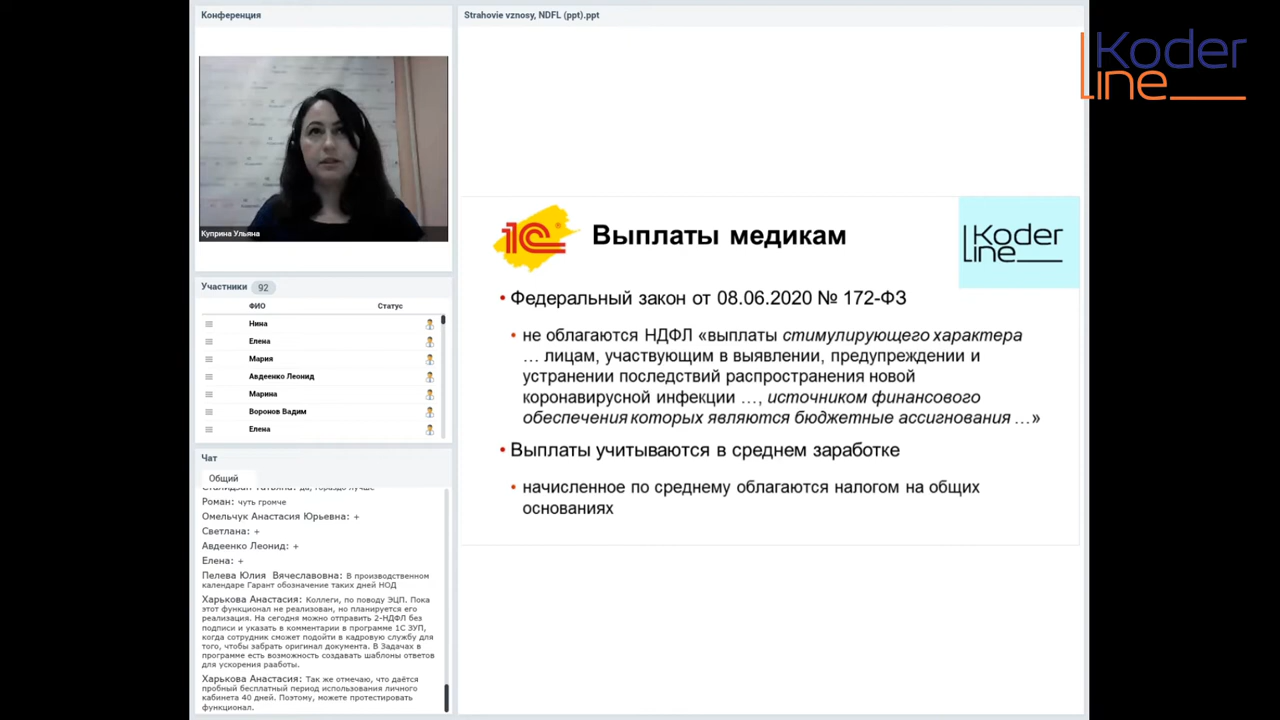 Конференция
Куприна Ульяна
Участники 92
ФИО Статус
Нина
Елена
Мария
Авдеенко Леонид
Марина
Воронов Вадим
Елена
Чат
Общий
да, гораздо лучше
Роман: чуть громче
Омельчук Анастасия Юрьевна: +
Светлана: +
Авдеенко Леонид: +
Елена: +
Пелева Юлия Вячеславовна: В производственном
календаре Гарант обозначение таких дней НОД
Харькова Анастасия: Коллеги, по поводу ЭЦП. Пока
этот функционал не реализован, но планируется его
реализация. На сегодня можно отправить 2-НДФЛ без
подписи и указать в комментарии в программе 1С ЗУП,
когда сотрудник сможет подойти в кадровую службу для
того, чтобы забрать оригинал документа. В Задачах в
программе есть возможность создавать шаблоны ответов
для ускорения рааботы.
Харькова Анастасия: Так же отмечаю, что даётся
пробный бесплатный период использования личного
кабинета 40 дней. Поэтому, можете протестировать
функционал.
Strahovie vznosy, NDFL (ppt).ppt
1С
Выплаты медикам
Koder
line
• Федеральный закон от 08.06.2020 № 172-ФЗ
• не облагаются НДФЛ «выплаты стимулирующего характера
… лицам, участвующим в выявлении, предупреждении и
устранении последствий распространения новой
коронавирусной инфекции …, источником финансового
обеспечения которых являются бюджетные ассигнования …»
• Выплаты учитываются в среднем заработке
• начисленное по среднему облагаются налогом на общих
основаниях
Koder
line